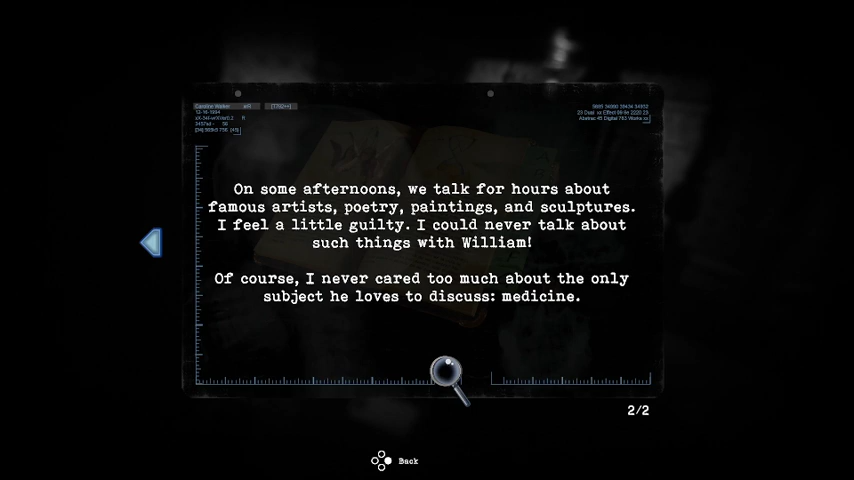 Caroline Walker
On some afternoons, we talk for hours about
famous artists, poetry, paintings, and sculptures.
I feel a little guilty. I could never talk about
such things with William!
Of course, I never cared too much about the only
subject he loves to discuss: medicine.
2/2
Back